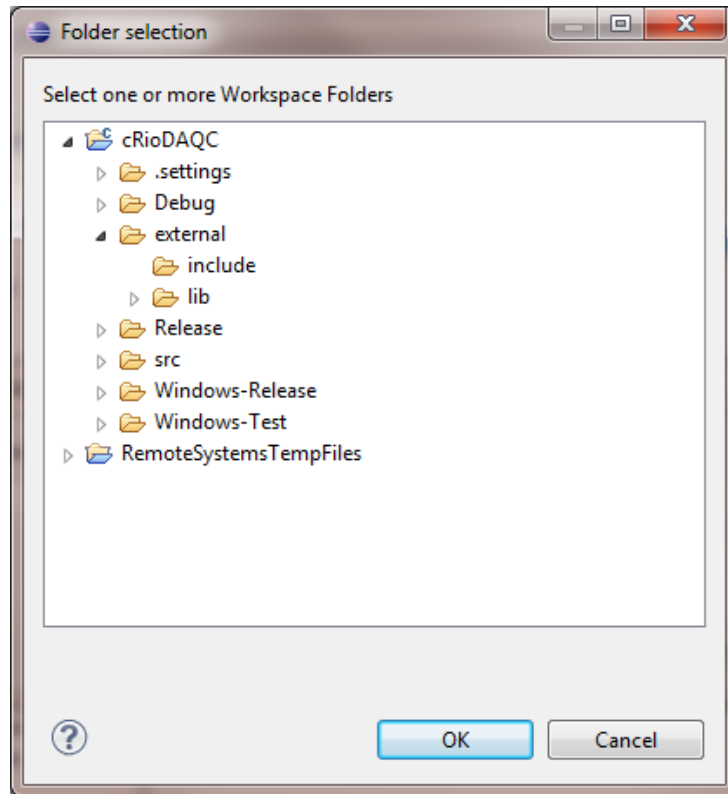 Folder selection
Select one or more Workspace Folders
cRioDAQC
.settings
Debug
external
include
lib
Release
src
Windows-Release
Windows-Test
RemoteSystemsTempFiles
OK
Cancel